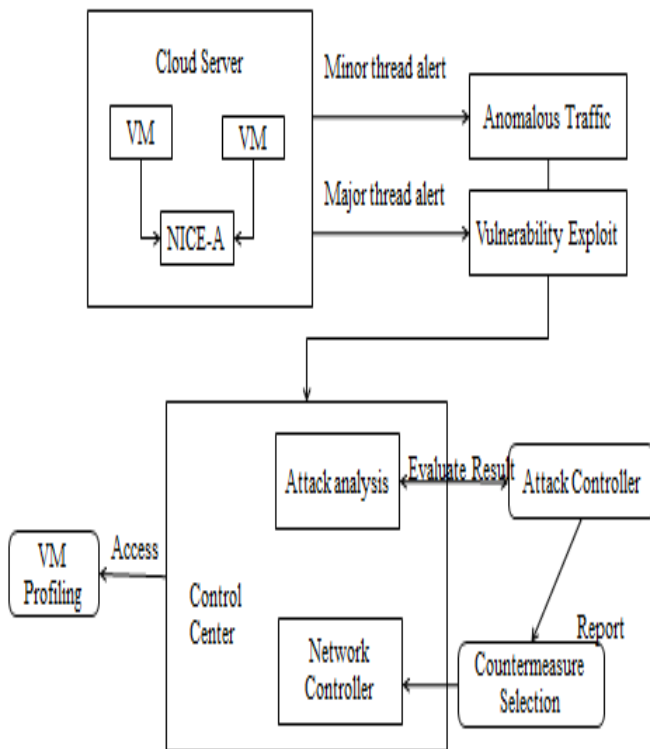 Cloud Server
Minor thread alert
VM
VM
Anomalous Traffic
Major thread alert
NICE-A
Vulnerability Exploit
Attack analysis
Evaluate Result
Attack Controller
VM
Profiling
Access
Control
Center
Network
Controller
Report
Countermeasure
Selection